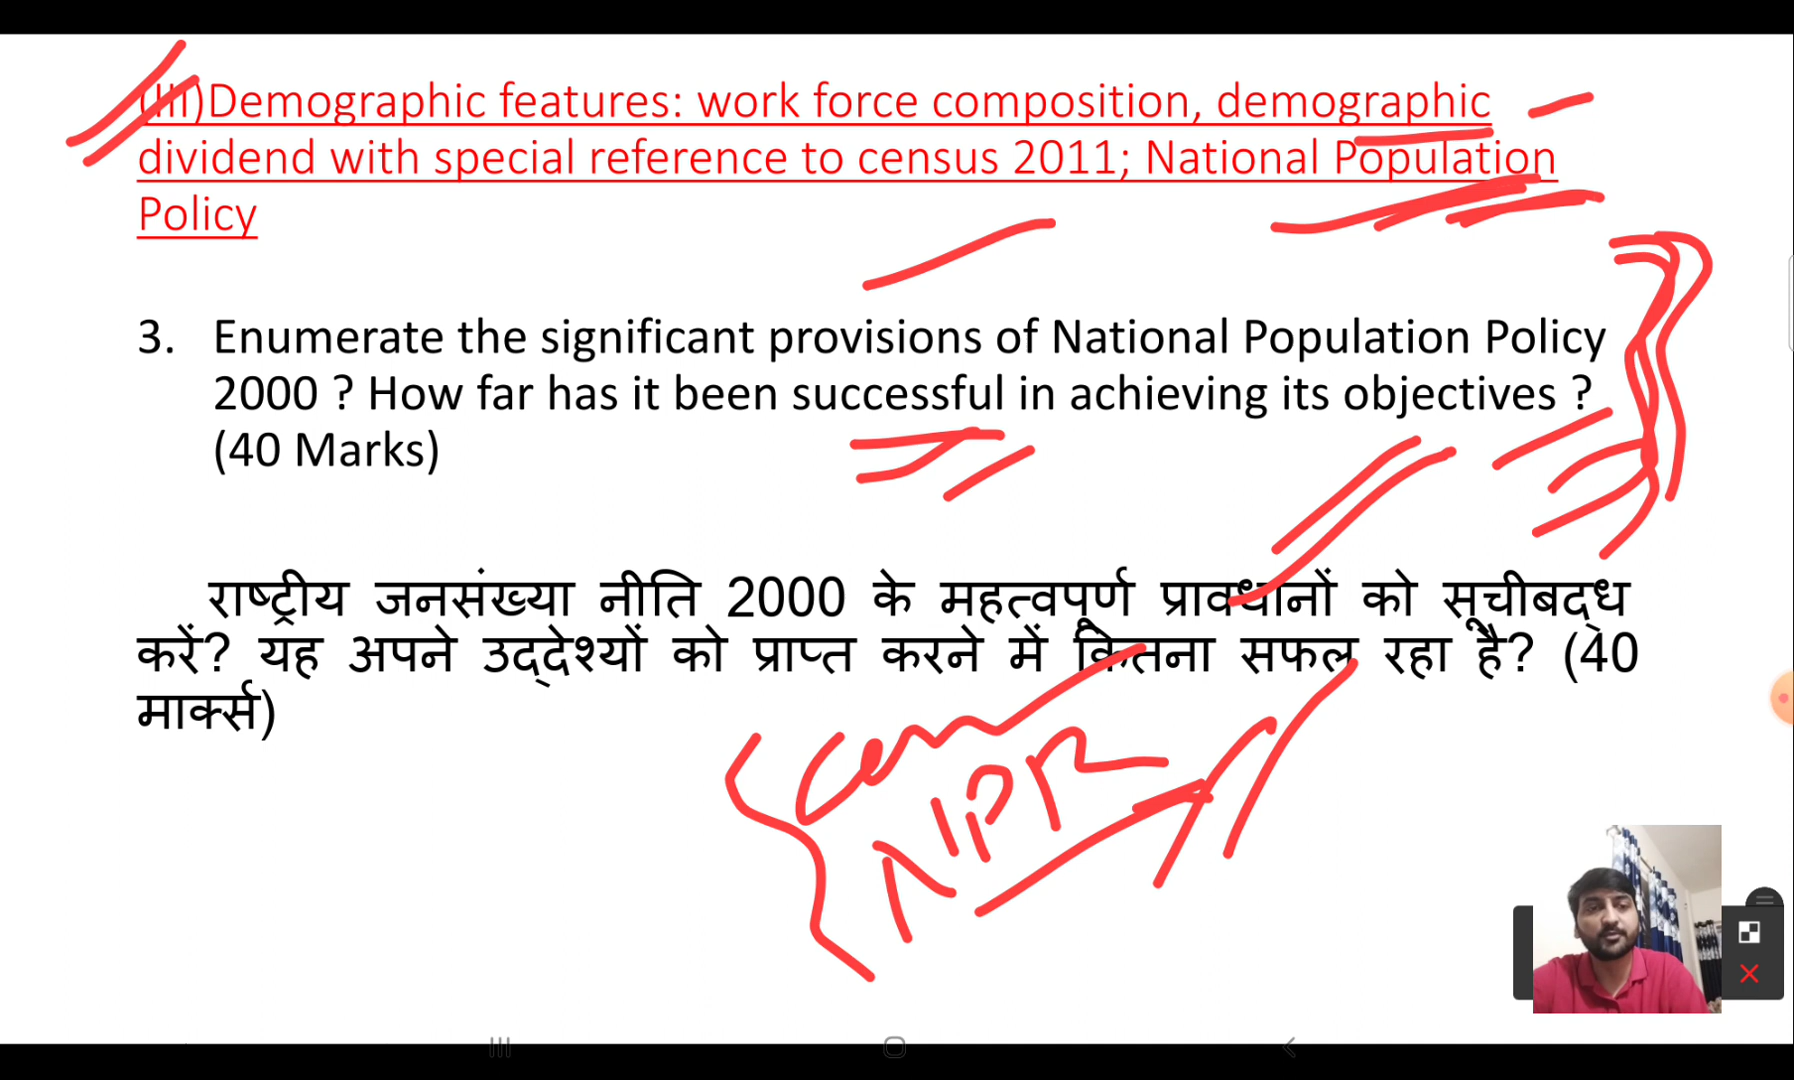 (III)Demographic features: work force composition, demographic
dividend with special reference to census 2011; National Population
Policy
3. Enumerate the significant provisions of National Population Policy
2000 ? How far has it been successful in achieving its objectives ?
(40 Marks)
राष्ट्रीय जनसंख्या नीति 2000 के महत्वपूर्ण प्रावधानों को सूचीबद्ध
करें? यह अपने उद्देश्यों को प्राप्त करने में कितना सफल रहा है? (40
मार्क्स)
NPR